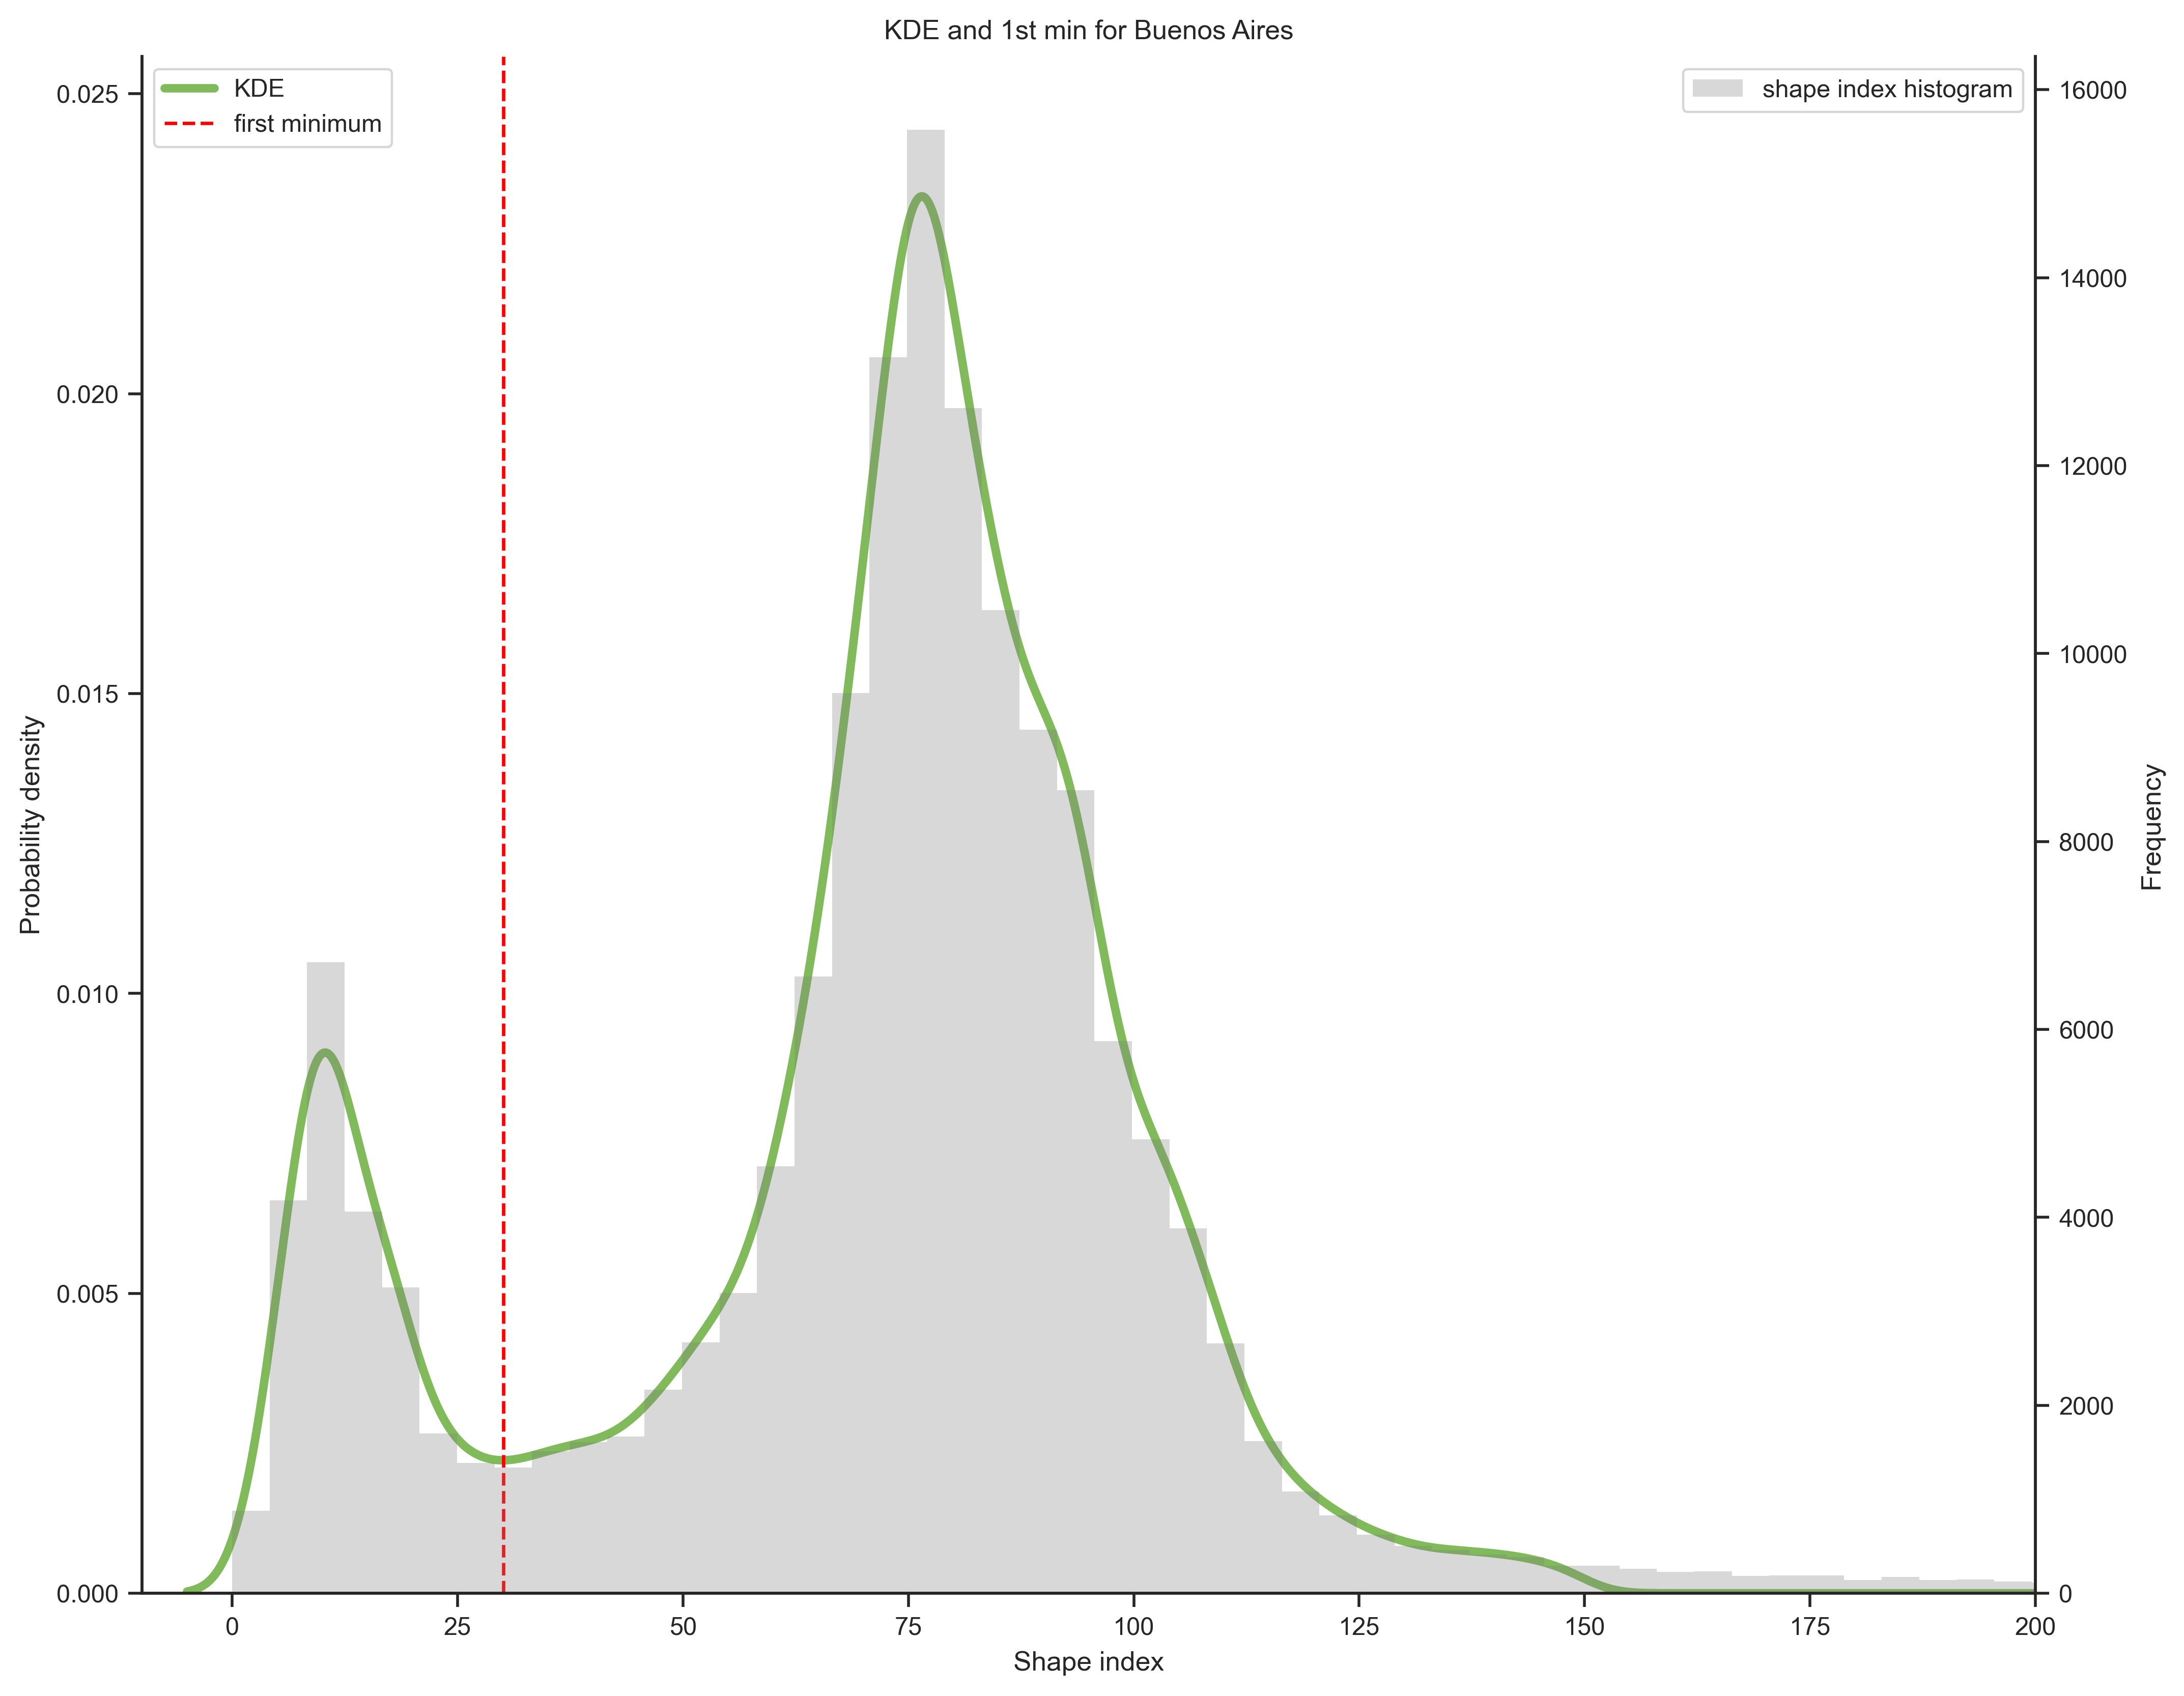 KDE and 1st min for Buenos Aires
KDE
first minimum
shape index histogram
0.025
0.020
0.015
0.010
0.005
0.000
Probability density
16000
14000
12000
10000
8000
6000
4000
2000
0
Frequency
0 25 50 75 100 125 150 175 200
Shape index